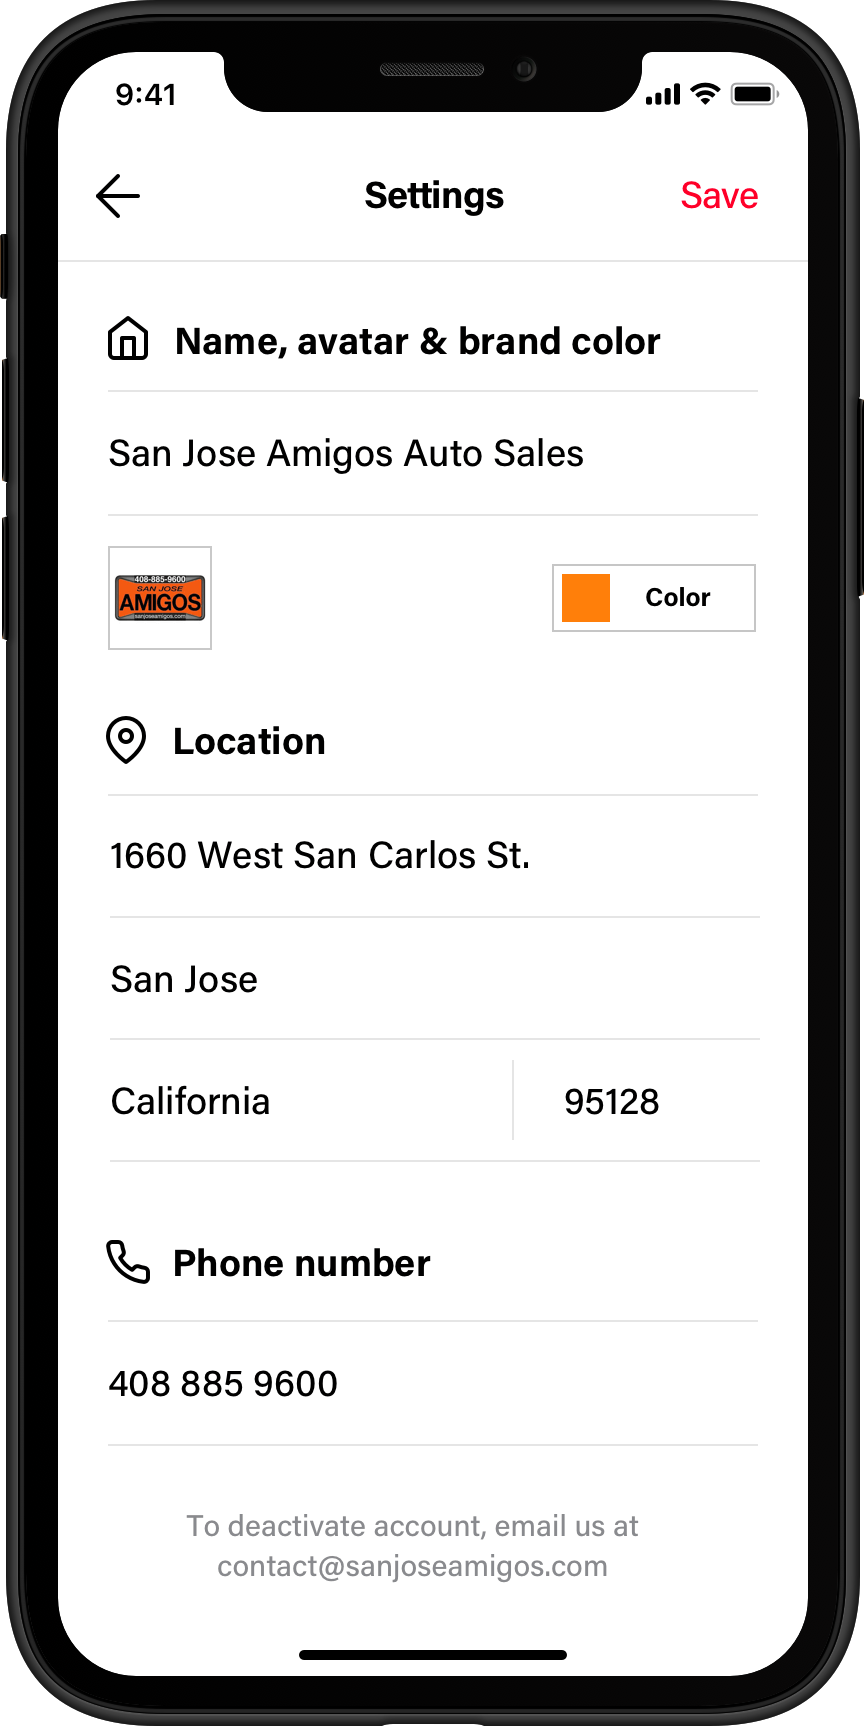 9:41
Settings
Save
Name, avatar & brand color
San Jose Amigos Auto Sales
408-885-9600
SAN JOSE
AMIGOS
sanjoseamigos.com
Color
Location
1660 West San Carlos St.
San Jose
California
95128
Phone number
408 885 9600
To deactivate account, email us at
contact@sanjoseamigos.com